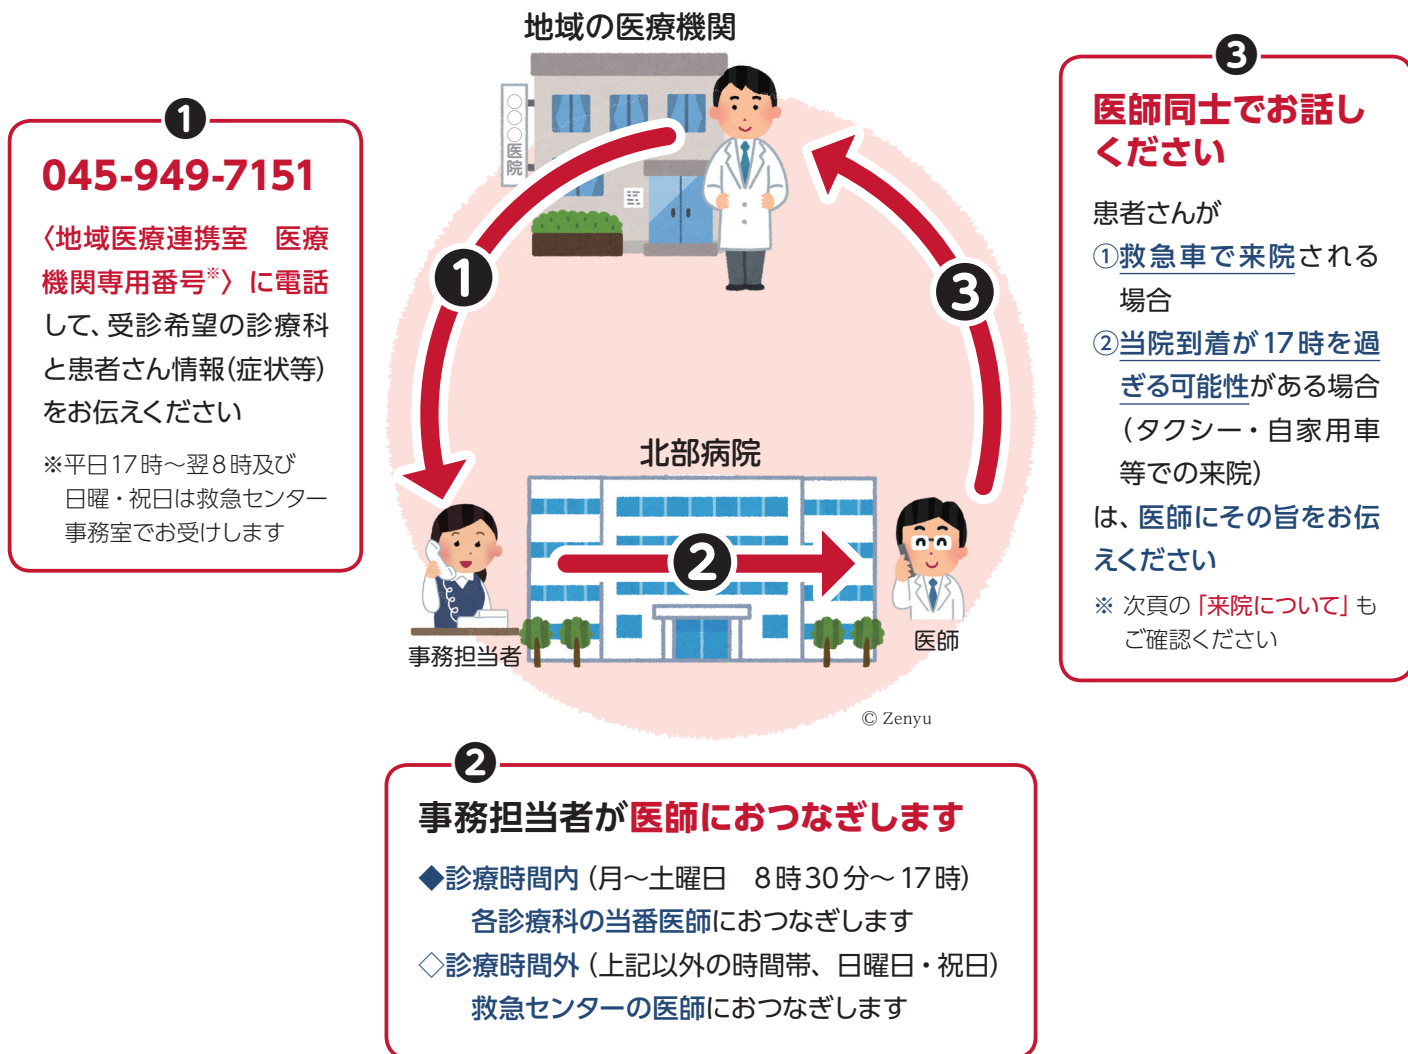 地域の医療機関
○○○医院
❶
045-949-7151
〈地域医療連携室　医療
機関専用番号※〉に電話
して、受診希望の診療科
と患者さん情報(症状等)
をお伝えください
※平日17時～翌8時及び
日曜・祝日は救急センター
事務室でお受けします
❶
❸
北部病院
❷
事務担当者
医師
© Zenyu
❸
医師同士でお話し
ください
患者さんが
①救急車で来院される
場合
②当院到着が17時を過
ぎる可能性がある場合
（タクシー・自家用車
等での来院）
は、医師にその旨をお伝
えください
※ 次頁の「来院について」も
ご確認ください
❷
事務担当者が医師におつなぎします
◆診療時間内（月～土曜日　8時30分～17時）
各診療科の当番医師におつなぎします
◇診療時間外（上記以外の時間帯、日曜日・祝日）
救急センターの医師におつなぎします